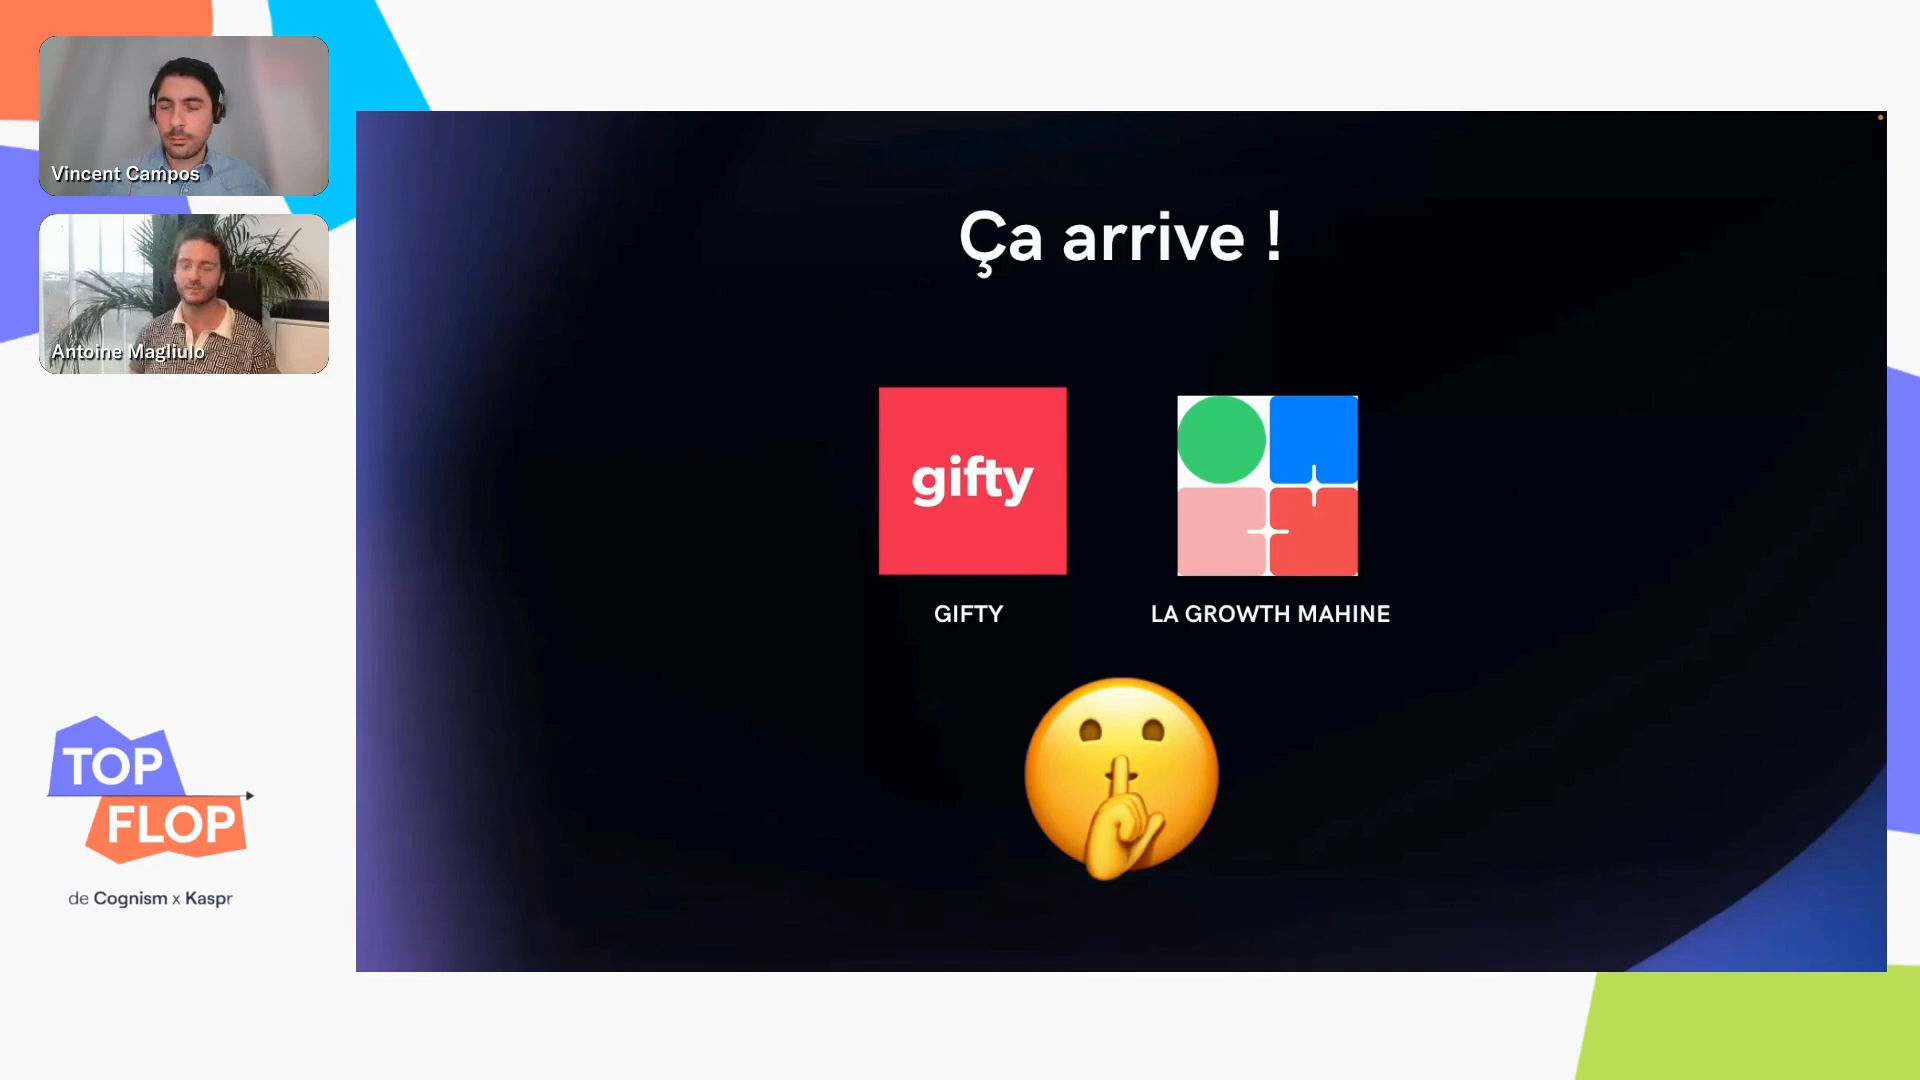 Vincent Campos
Antoine Magliulo
Ça arrive !
gifty
GIFTY
LA GROWTH MAHINE
TOP
FLOP
de Cognism x Kaspr